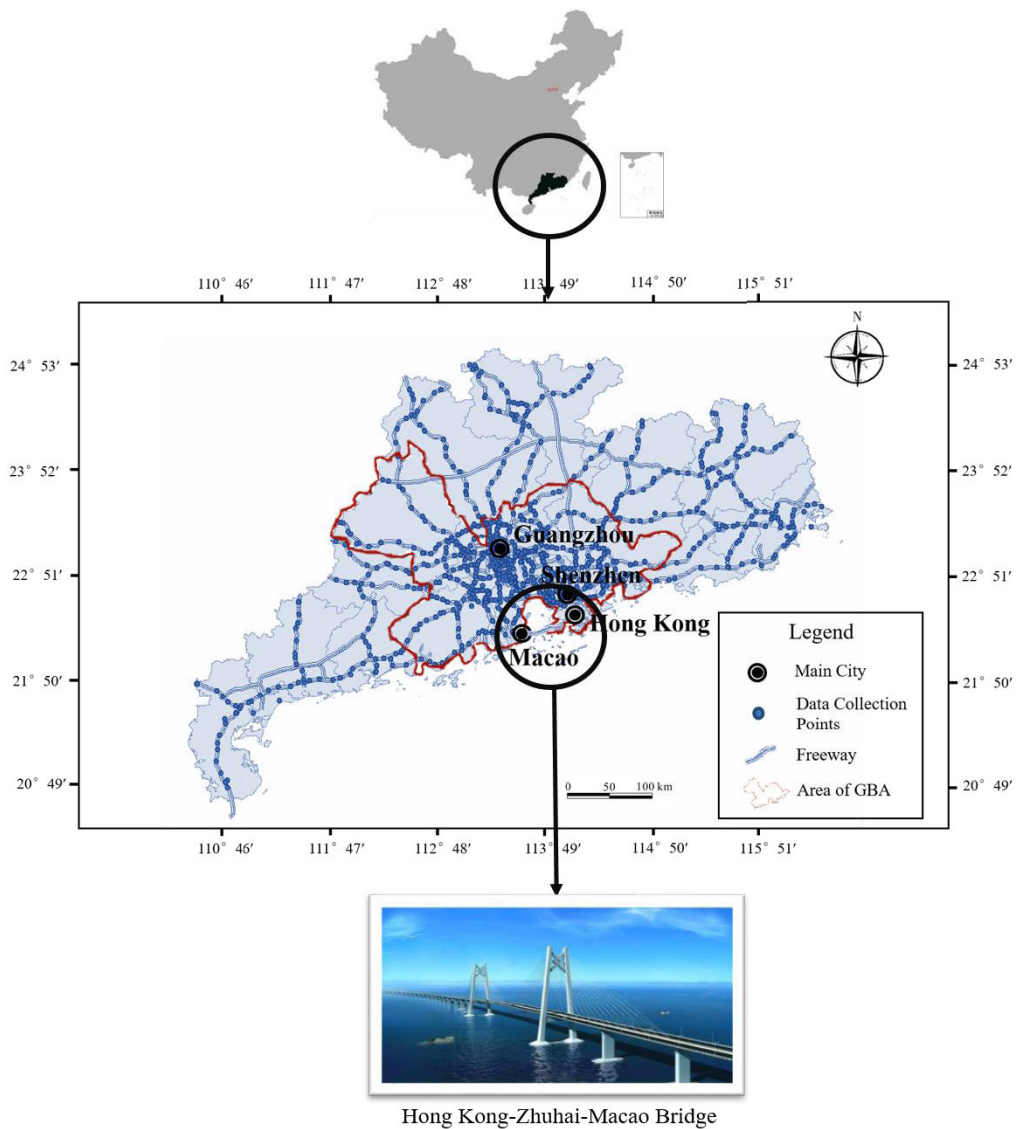 110° 46′ 111° 47′ 112° 48′ 113° 49′ 114° 50′ 115° 51′
N
24° 53′ 24° 53′
23° 52′ 23° 52′
Guangzhou
22° 51′ 22° 51′
Shenzhen
Hong Kong
Macao
21° 50′ 21° 50′
20° 49′ 20° 49′
0 50 100 km
Legend
Main City
Data Collection
Points
Freeway
Area of GBA
110° 46′ 111° 47′ 112° 48′ 113° 49′ 114° 50′ 115° 51′
Hong Kong-Zhuhai-Macao Bridge